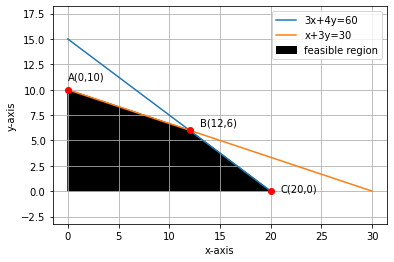 3x+4y=60
x+3y=30
feasible region
17.5
15.0
12.5
10.0
7.5
5.0
2.5
0.0
−2.5
A(0,10)
B(12,6)
C(20,0)
0
5
10
15
20
25
30
y-axis
x-axis